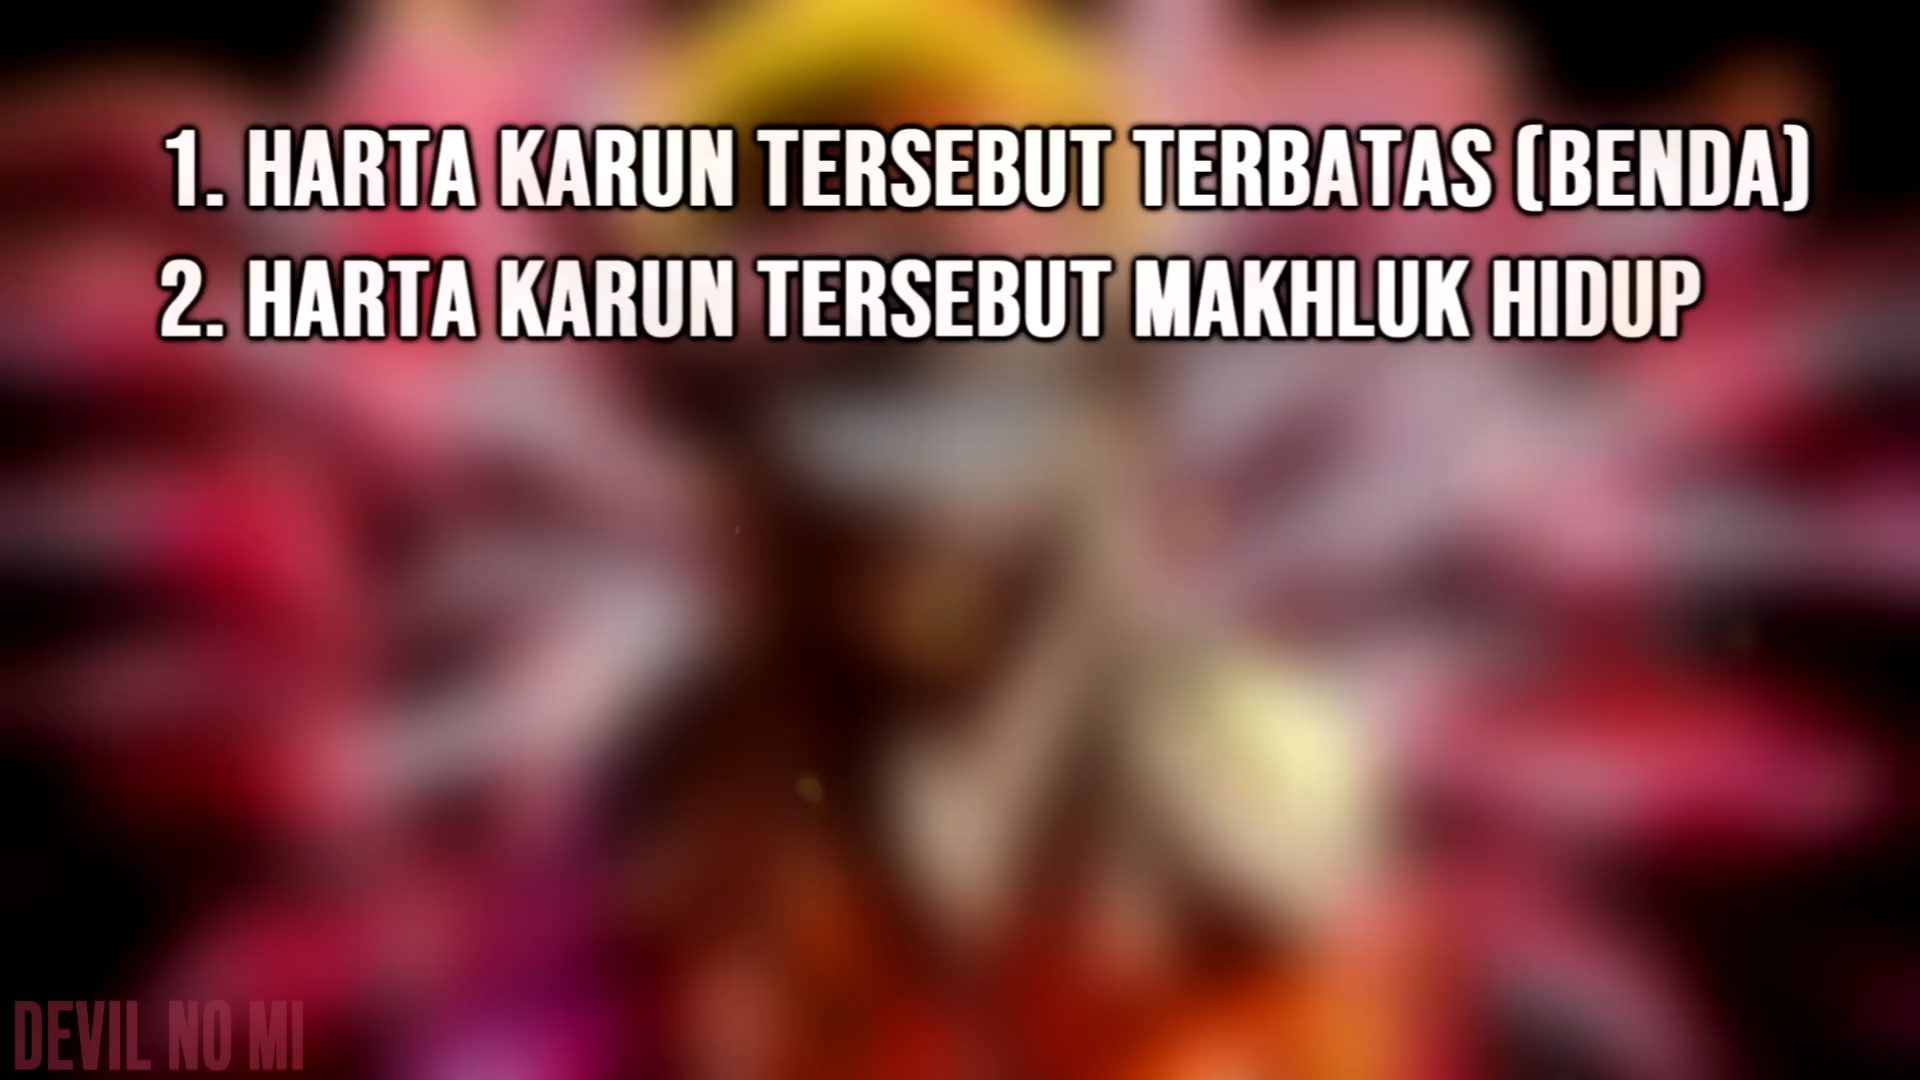 1. HARTA KARUN TERSEBUT TERBATAS (BENDA)
2. HARTA KARUN TERSEBUT MAKHLUK HIDUP
DEVIL NO MI